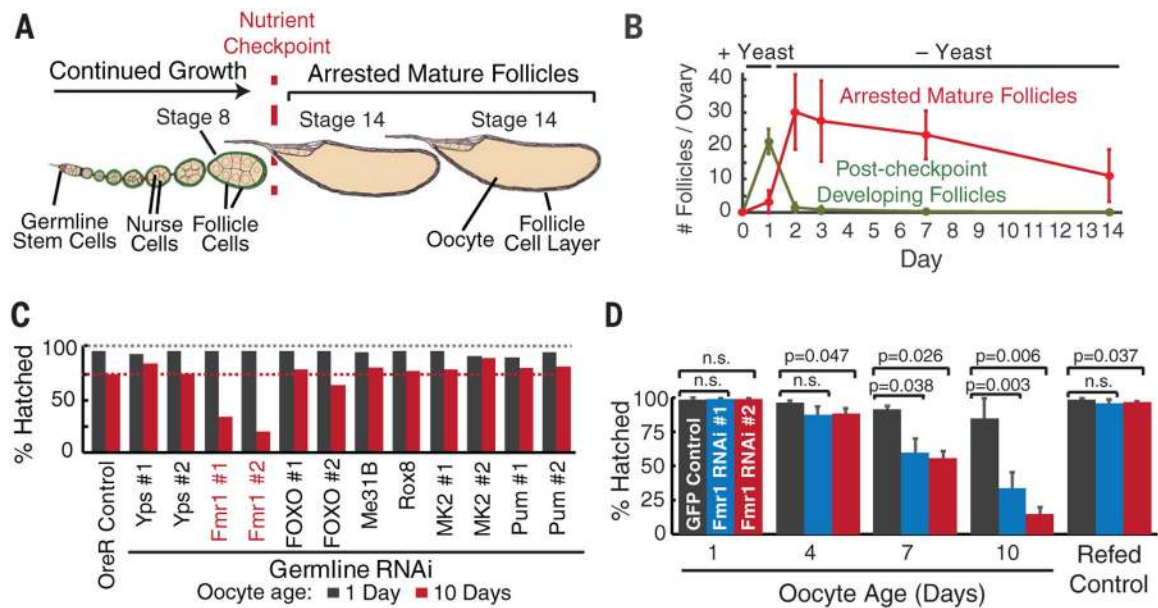 A
Nutrient
Checkpoint
Continued Growth
Arrested Mature Follicles
Stage 8
Stage 14
Stage 14
Germline
Stem Cells
Nurse
Cells
Follicle
Cells
Oocyte
Follicle
Cell Layer
B
+ Yeast
– Yeast
# Follicles / Ovary
40
30
20
10
0
Arrested Mature Follicles
Post-checkpoint
Developing Follicles
0 1 2 3 4 5 6 7 8 9 10 11 12 13 14
Day
C
% Hatched
100
50
0
OreR Control
Yps #1
Yps #2
Fmr1 #1
Fmr1 #2
FOXO #1
FOXO #2
Me31B
Rox8
MK2 #1
MK2 #2
Pum #1
Pum #2
Germline RNAi
Oocyte age: 1 Day 10 Days
D
% Hatched
100
75
50
25
0
n.s.
n.s.
p=0.047
n.s.
p=0.026
p=0.038
p=0.006
p=0.003
p=0.037
n.s.
GFP Control
Fmr1 RNAi #1
Fmr1 RNAi #2
1 4 7 10
Oocyte Age (Days)
Refed
Control